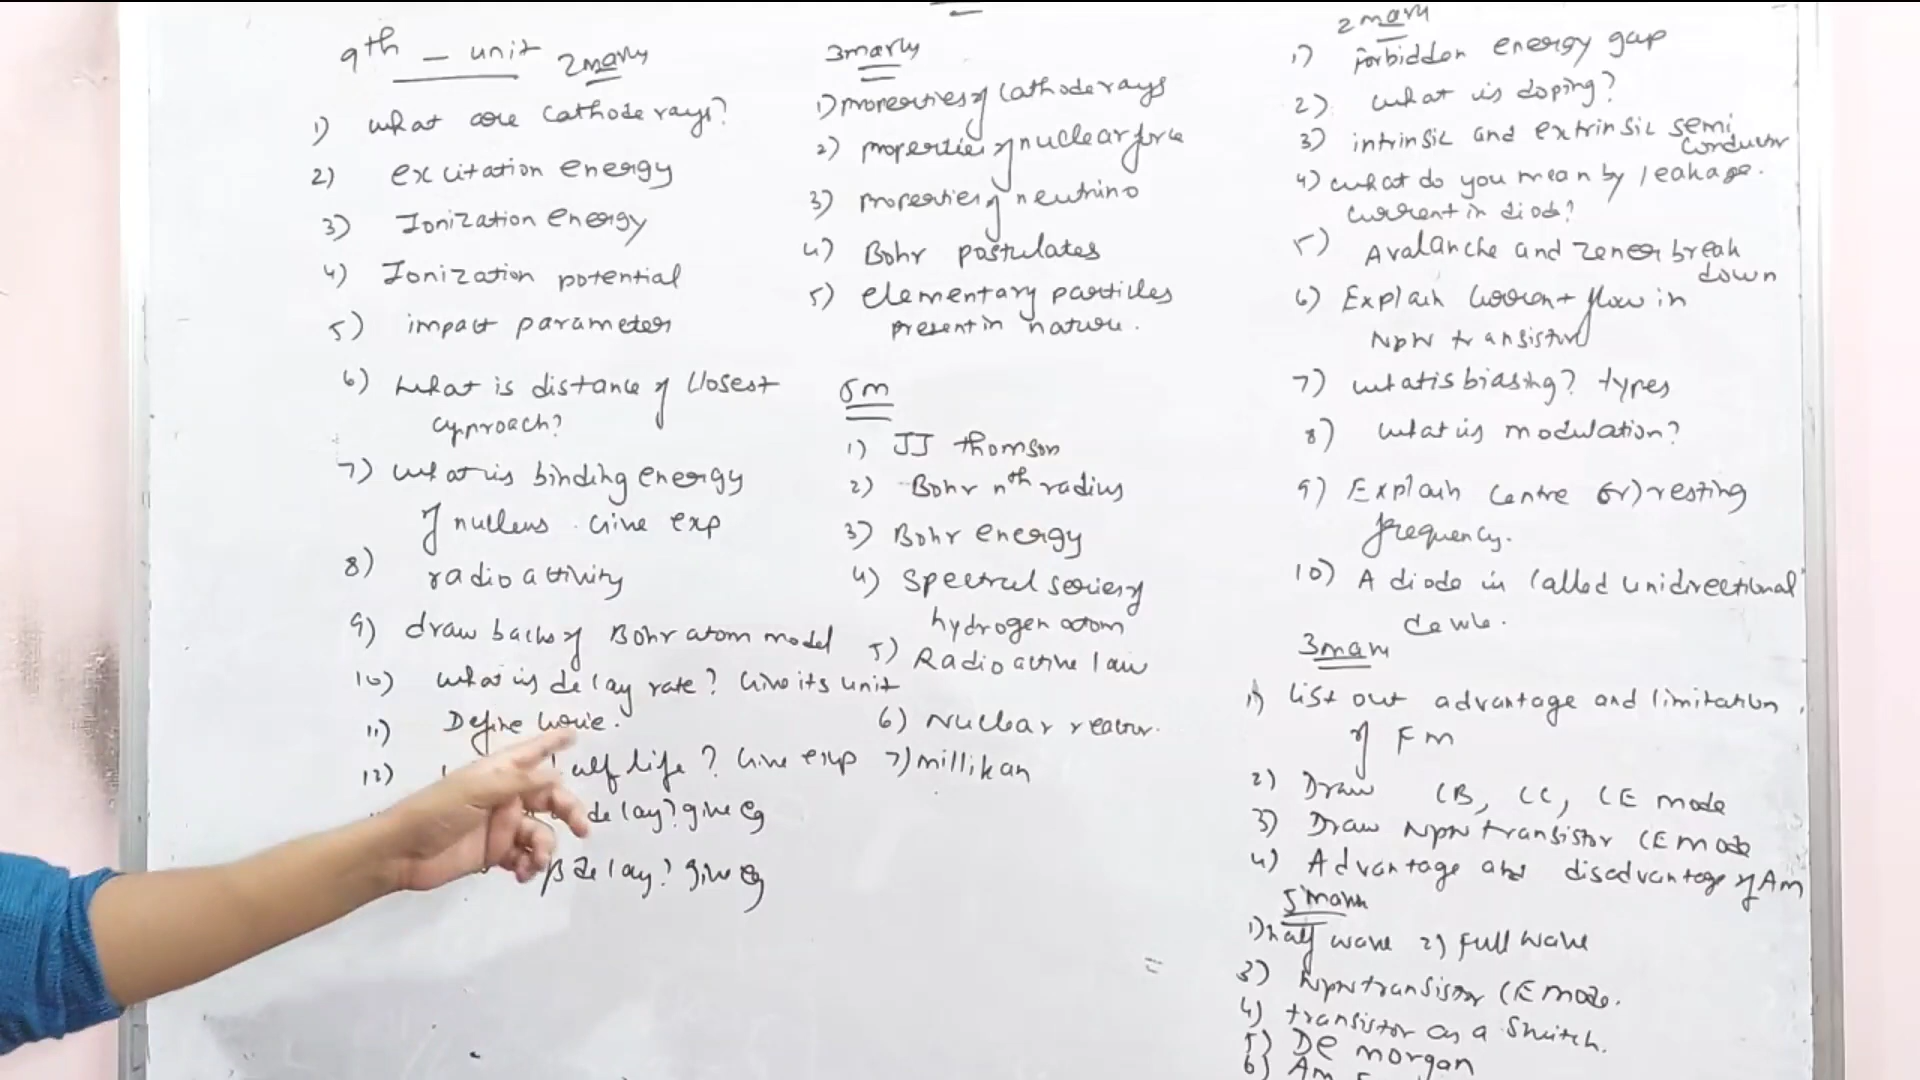 9th - unit 2marks
1) what are cathode rays?
2) excitation energy
3) Ionization energy
4) Ionization potential
5) impact parameter
6) what is distance of closest
approach?
7) what is binding energy
of nucleus. Give exp
8) radioactivity
9) draw backs of Bohr atom model
10) what is decay rate? Give its unit
11) Define curie.
12) half life? Give exp
decay? give eg
β decay? give eg
3marks
1) properties of cathode rays
2) properties of nuclear force
3) properties of neutrino
4) Bohr postulates
5) elementary particles
present in nature.
5m
1) JJ thomson
2) Bohr nth radius
3) Bohr energy
4) Spectral series of
hydrogen atom
5) Radioactive law
6) Nuclear reactor.
7) millikan
2mark
1) Forbidden energy gap
2) what is doping?
3) intrinsic and extrinsic semi
conductor
4) what do you mean by leakage.
current in diode?
5) Avalanche and zener break
down
6) Explain current flow in
NPN transistor
7) what is biasing? types
8) what is modulation?
9) Explain centre (or) resting
frequency.
10) A diode is called unidirectional
device.
3mark
1) List out advantage and limitation
of FM
2) Draw CB, CC, CE mode
3) Draw NPN transistor CE mode
4) Advantage and disadvantage of AM
5mark
1) half wave 2) full wave
3) NPN transistor CE mode.
4) transistor as a switch.
5) De morgan
6) Am